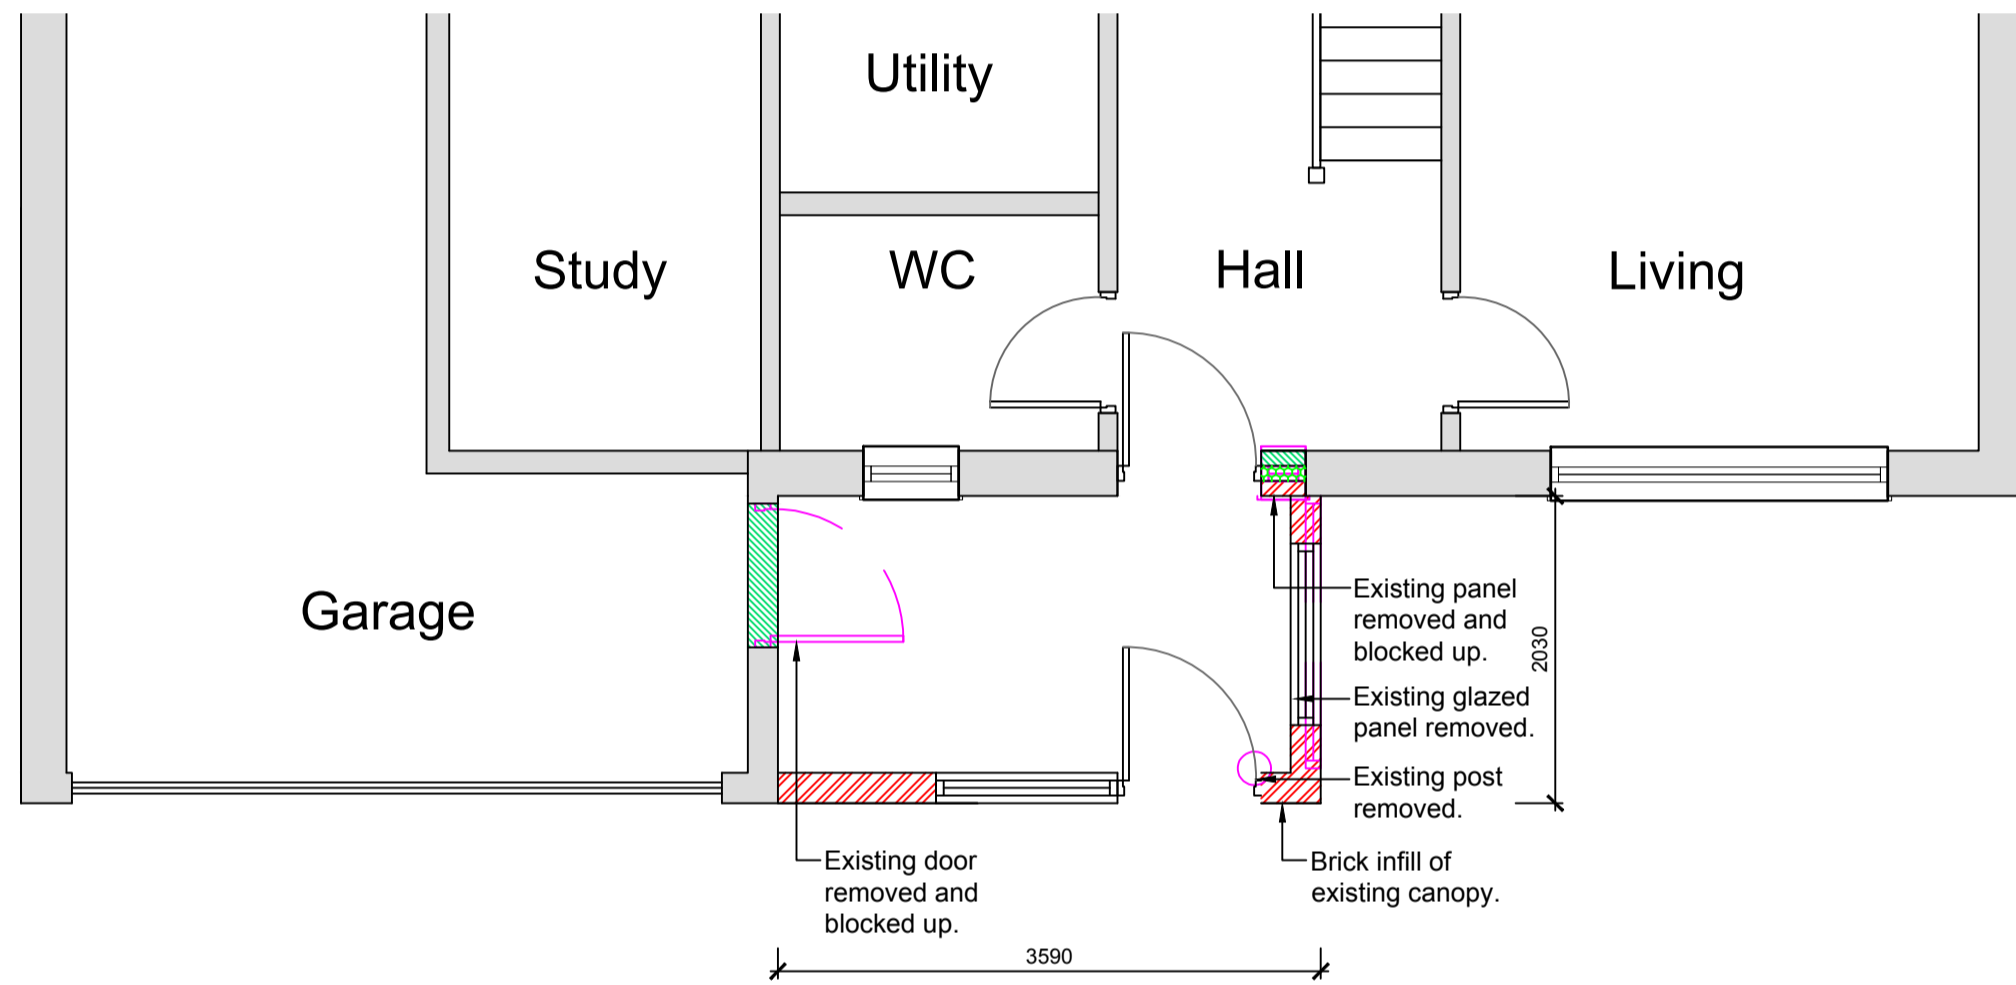 Utility
Study
WC
Hall
Living
Garage
Existing panel
removed and
blocked up.
2030
Existing glazed
panel removed.
Existing post
removed.
Existing door
removed and
blocked up.
Brick infill of
existing canopy.
3590